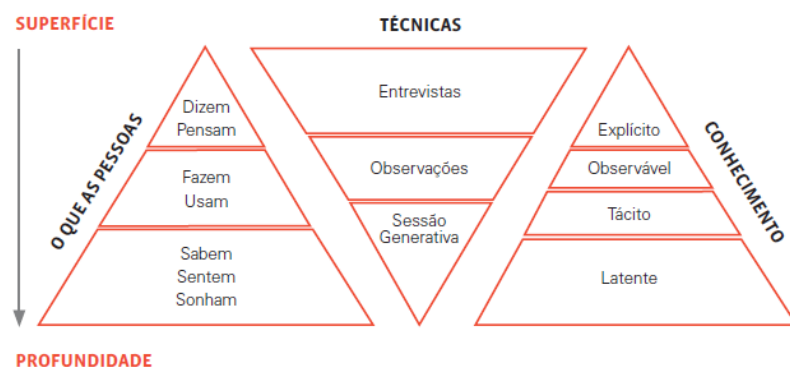 SUPERFÍCIE
TÉCNICAS
O QUE AS PESSOAS
Dizem
Pensam
Fazem
Usam
Sabem
Sentem
Sonham
Entrevistas
Observações
Sessão
Generativa
Explícito
Observável
Tácito
Latente
CONHECIMENTO
PROFUNDIDADE